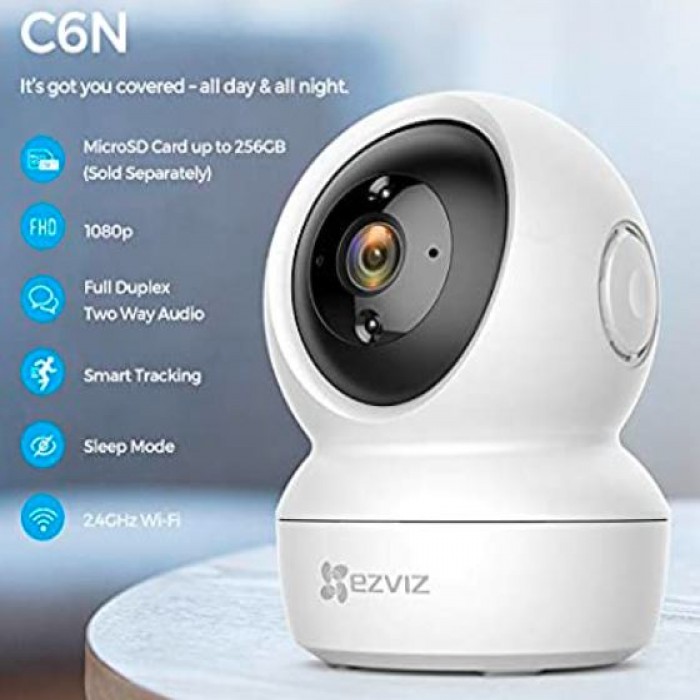 C6N
It's got you covered – all day & all night.
MicroSD Card up to 256GB
(Sold Separately)
FHD
1080p
Full Duplex
Two Way Audio
Smart Tracking
Sleep Mode
2.4GHz Wi-Fi
ezviz